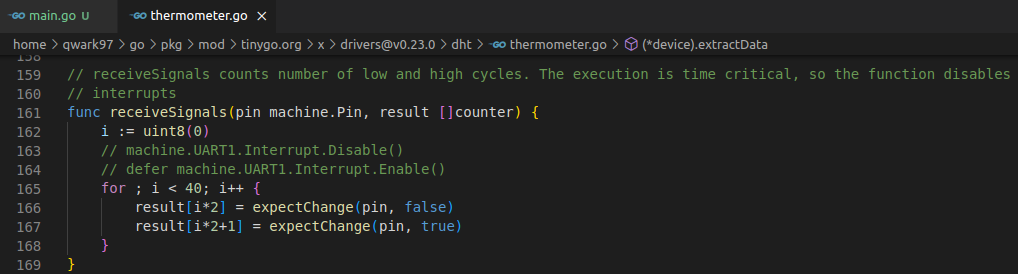 GO main.go U GO thermometer.go ×
home > qwark97 > go > pkg > mod > tinygo.org > x > drivers@v0.23.0 > dht > GO thermometer.go > (*device).extractData
158
159 // receiveSignals counts number of low and high cycles. The execution is time critical, so the function disables
160 // interrupts
161 func receiveSignals(pin machine.Pin, result []counter) {
162     i := uint8(0)
163     // machine.UART1.Interrupt.Disable()
164     // defer machine.UART1.Interrupt.Enable()
165     for ; i < 40; i++ {
166         result[i*2] = expectChange(pin, false)
167         result[i*2+1] = expectChange(pin, true)
168     }
169 }